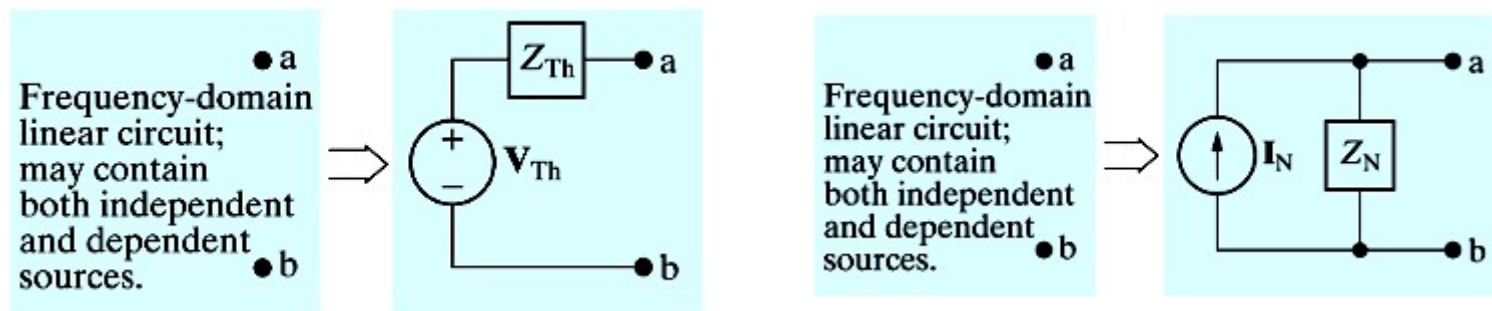 a
Frequency-domain
linear circuit;
may contain
both independent
and dependent
sources.
b
Z_Th
a
+
−
V_Th
b
a
Frequency-domain
linear circuit;
may contain
both independent
and dependent
sources.
b
a
I_N
Z_N
b